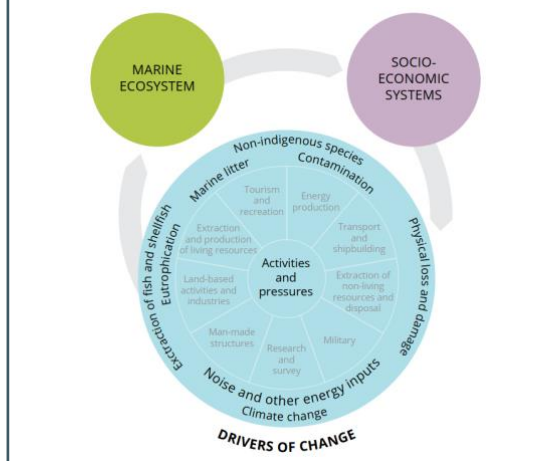 MARINE
ECOSYSTEM
SOCIO-
ECONOMIC
SYSTEMS
Non-indigenous species
Marine litter
Contamination
Extraction of fish and shellfish
Eutrophication
Physical loss and damage
Tourism
and
recreation
Energy
production
Extraction
and production
of living resources
Transport
and
shipbuilding
Activities
and
pressures
Land-based
activities and
industries
Extraction of
non-living
resources and
disposal
Man-made
structures
Research
and
survey
Military
Noise and other energy inputs
Climate change
DRIVERS OF CHANGE